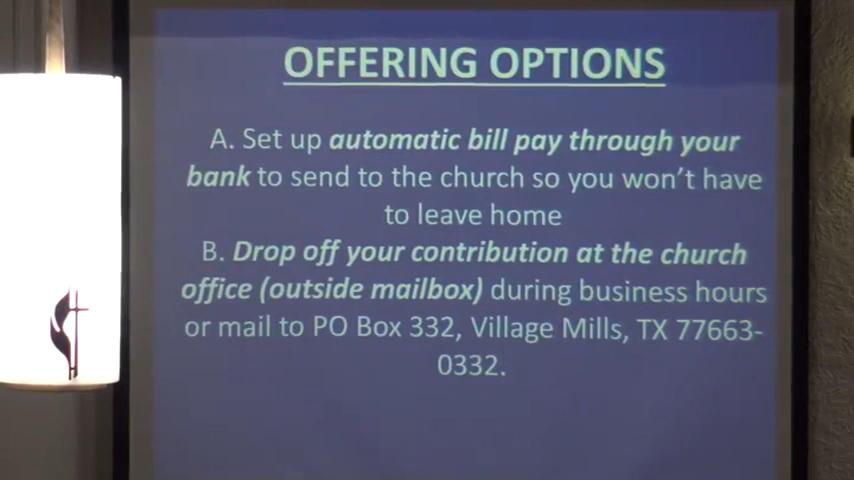 OFFERING OPTIONS
A. Set up automatic bill pay through your
bank to send to the church so you won't have
to leave home
B. Drop off your contribution at the church
office (outside mailbox) during business hours
or mail to PO Box 332, Village Mills, TX 77663-
0332.